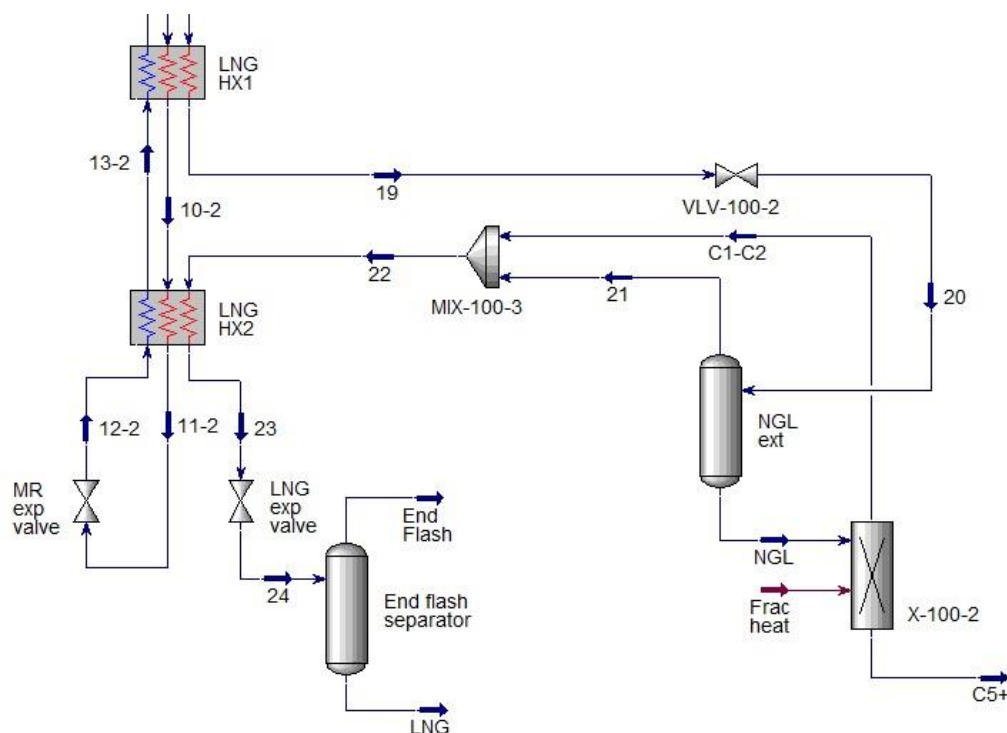 LNG
HX1
13-2
10-2
19
VLV-100-2
C1-C2
22
MIX-100-3
21
20
LNG
HX2
NGL
ext
12-2
11-2
23
MR
exp
valve
LNG
exp
valve
End
Flash
NGL
24
End flash
separator
Frac
heat
X-100-2
C5+
LNG